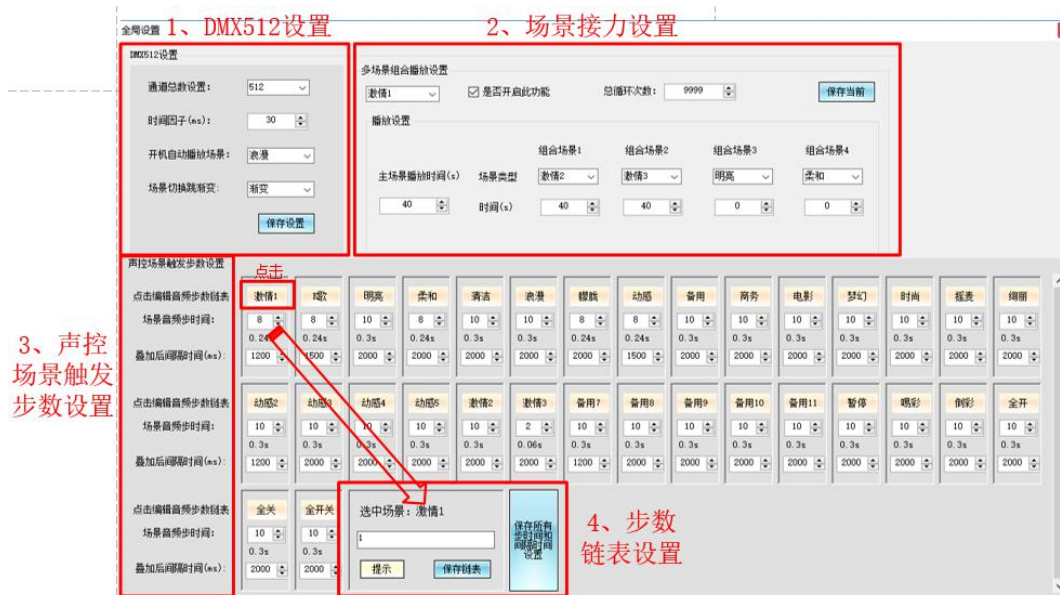 全局设置 1、DMX512设置 2、场景接力设置
DMX512设置
通道总数设置: 512
时间因子(ms): 30
开机自动播放场景: 浪漫
场景切换跳渐变: 渐变
保存设置
多场景组合播放设置
激情1 是否开启此功能 总循环次数: 9999 保存当前
播放设置
组合场景1 组合场景2 组合场景3 组合场景4
主场景播放时间(s) 场景类型 激情2 激情3 明亮 柔和
40 时间(s) 40 40 0 0
3、声控
场景触发
步数设置
声控场景触发步数设置
点击
点击编辑音频步数链表 激情1 K歌 明亮 柔和 清洁 浪漫 朦胧 动感 备用 商务 电影 梦幻 时尚 摇麦 绚丽
场景音频步时间: 8 8 10 8 10 10 8 8 10 10 10 10 10 10 10
0.24s 0.24s 0.3s 0.24s 0.3s 0.3s 0.24s 0.24s 0.3s 0.3s 0.3s 0.3s 0.3s 0.3s 0.3s
叠加后间隔时间(ms): 1200 1500 2000 2000 2000 2000 2000 1500 2000 2000 2000 2000 2000 2000 2000
点击编辑音频步数链表 动感2 动感3 动感4 动感5 激情2 激情3 备用7 备用8 备用9 备用10 备用11 暂停 喝彩 倒彩 全开
场景音频步时间: 10 10 10 10 10 2 10 10 10 10 10 10 10 10 10
0.3s 0.3s 0.3s 0.3s 0.3s 0.06s 0.3s 0.3s 0.3s 0.3s 0.3s 0.3s 0.3s 0.3s 0.3s
叠加后间隔时间(ms): 1200 2000 2000 2000 2000 2000 1200 2000 2000 2000 2000 2000 2000 2000 2000
点击编辑音频步数链表 全关 全开关
场景音频步时间: 10 10
0.3s 0.3s
叠加后间隔时间(ms): 2000 2000
选中场景: 激情1
1
提示 保存链表
保存所有
步时间和
间隔时间
设置
4、步数
链表设置